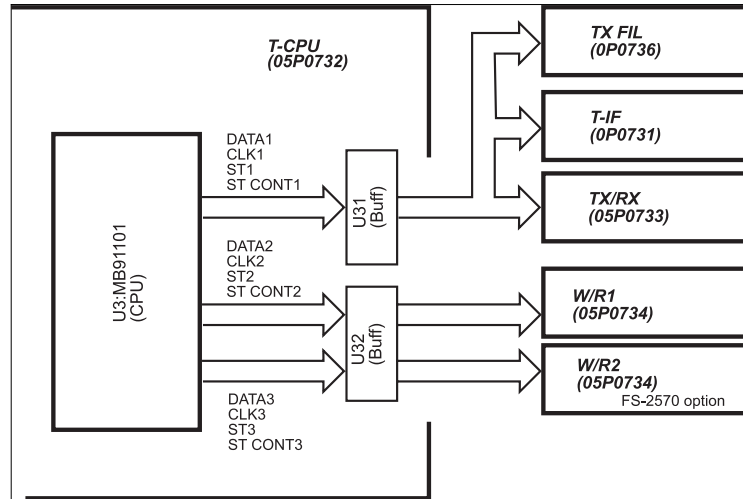 T-CPU
(05P0732)
U3:MB91101
(CPU)
DATA1
CLK1
ST1
ST CONT1
DATA2
CLK2
ST2
ST CONT2
DATA3
CLK3
ST3
ST CONT3
U31
(Buff)
U32
(Buff)
TX FIL
(0P0736)
T-IF
(0P0731)
TX/RX
(05P0733)
W/R1
(05P0734)
W/R2
(05P0734)
FS-2570 option